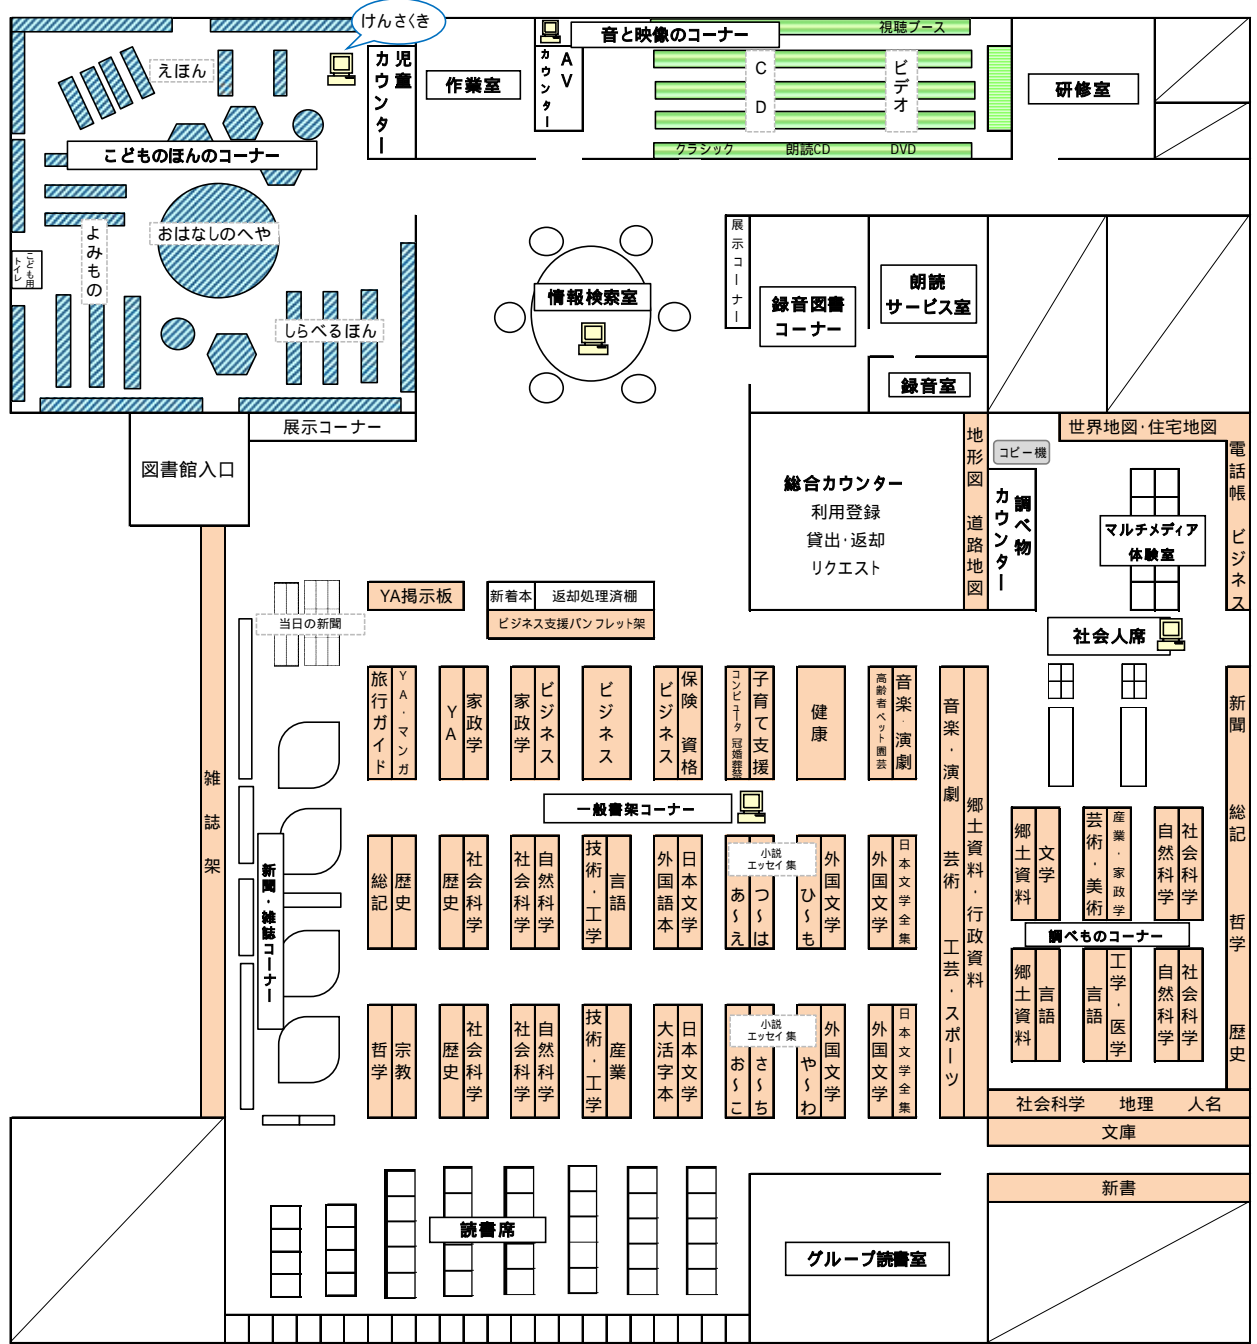 けんさくき
えほん
児童
カウンター
作業室
AV
カウンター
音と映像のコーナー
視聴ブース
CD
ビデオ
クラシック
朗読CD
DVD
研修室
こどものほんのコーナー
よみもの
おはなしのへや
こども用
トイレ
しらべるほん
情報検索室
展示コーナー
録音図書
コーナー
朗読
サービス室
録音室
展示コーナー
図書館入口
総合カウンター
利用登録
貸出・返却
リクエスト
地形図 道路地図
コピー機
調べ物
カウンター
世界地図・住宅地図
電話帳 ビジネス
マルチメディア
体験室
社会人席
当日の新聞
YA掲示板
新着本
返却処理済棚
ビジネス支援パンフレット架
雑誌架
旅行ガイド
YA・マンガ
YA
家政学
家政学
ビジネス
ビジネス
ビジネス
保険 資格
コンピュータ 冠婚葬祭
子育て支援
健康
高齢者ペット園芸
音楽・演劇
音楽・演劇 芸術 工芸・スポーツ
郷土資料・行政資料
新聞 総記 哲学 歴史
一般書架コーナー
新聞・雑誌コーナー
総記
歴史
歴史
社会科学
社会科学
自然科学
技術・工学
言語
外国語本
日本文学
小説
エッセイ集
あ～え
つ～は
ひ～も
外国文学
外国文学
日本文学全集
郷土資料
文学
芸術・美術
産業・家政学
自然科学
社会科学
調べものコーナー
郷土資料
言語
言語
工学・医学
自然科学
社会科学
哲学
宗教
歴史
社会科学
社会科学
自然科学
技術・工学
産業
大活字本
日本文学
小説
エッセイ集
お～こ
さ～ち
や～わ
外国文学
外国文学
日本文学全集
社会科学 地理 人名
文庫
新書
読書席
グループ読書室